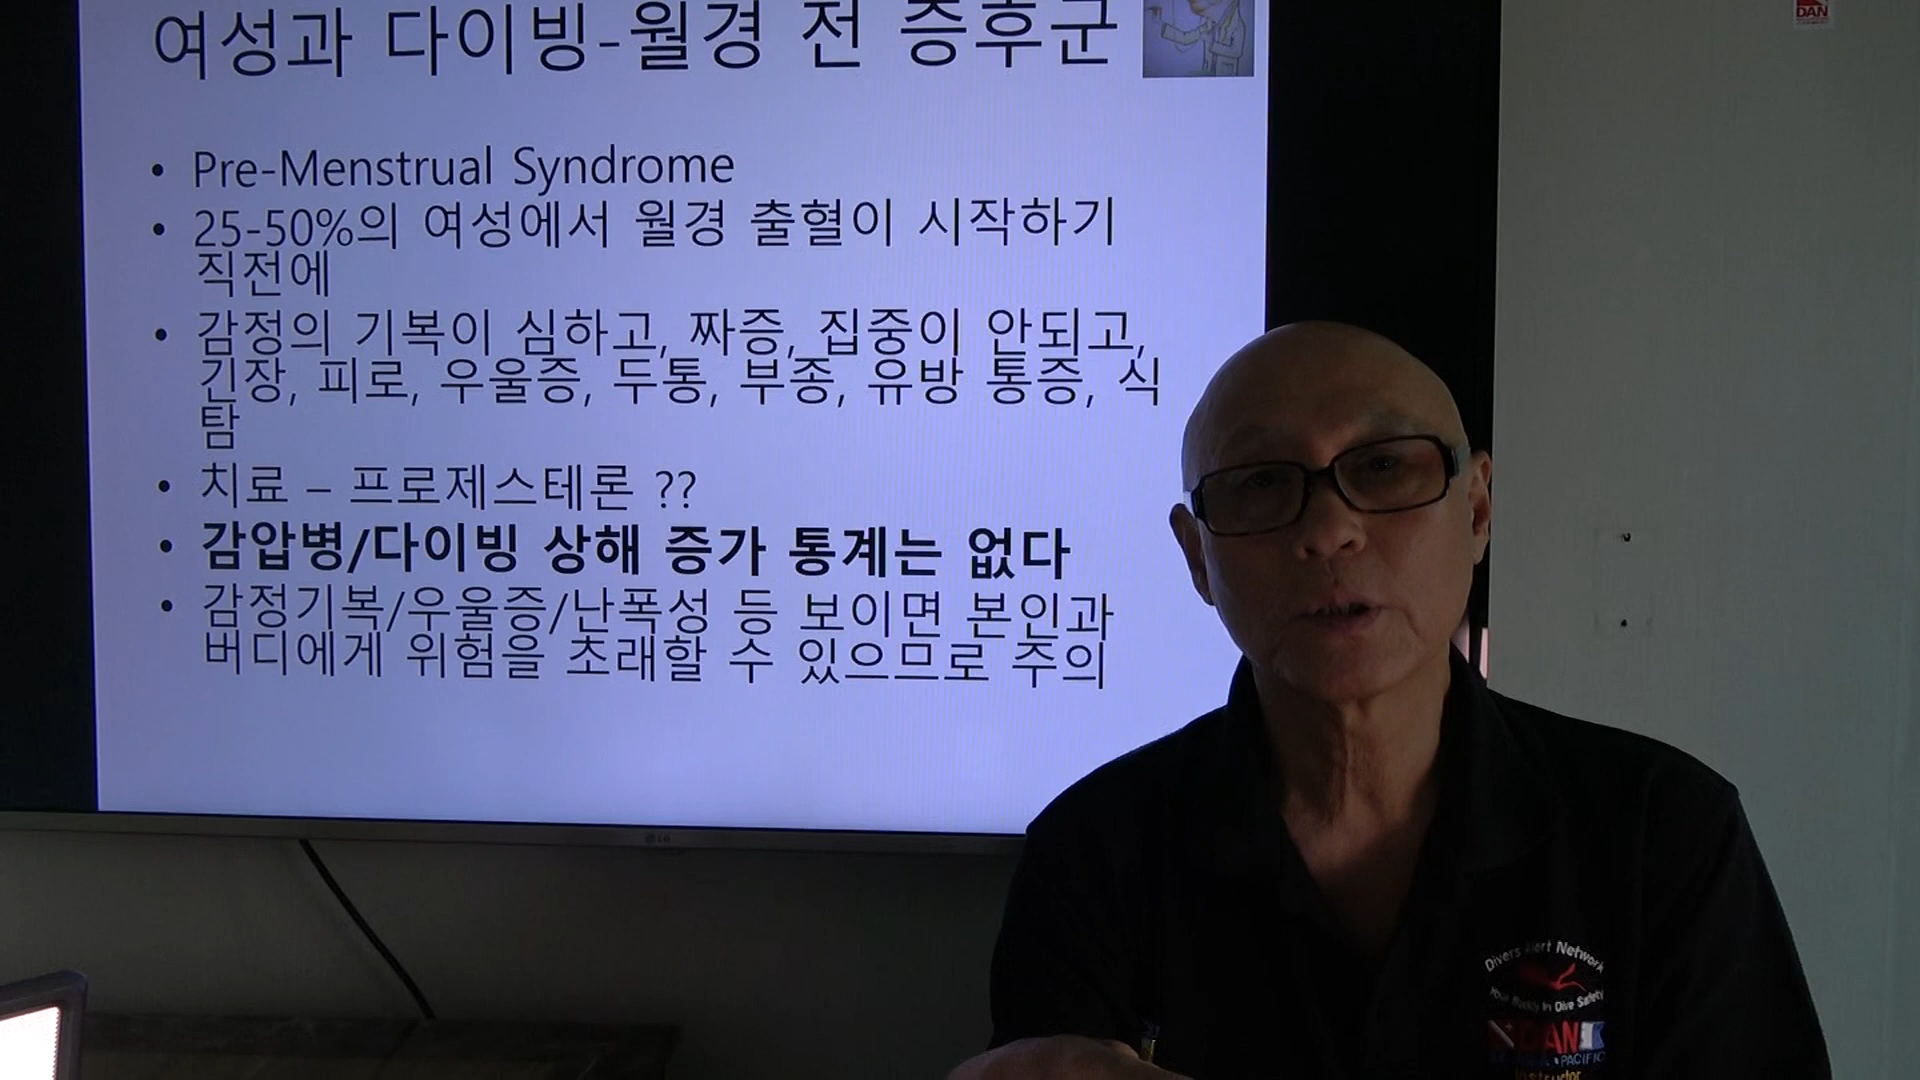 여성과 다이빙-월경 전 증후군
DAN
• Pre-Menstrual Syndrome
• 25-50%의 여성에서 월경 출혈이 시작하기
직전에
• 감정의 기복이 심하고, 짜증, 집중이 안되고,
긴장, 피로, 우울증, 두통, 부종, 유방 통증, 식
탐
• 치료 – 프로제스테론 ??
• 감압병/다이빙 상해 증가 통계는 없다
• 감정기복/우울증/난폭성 등 보이면 본인과
버디에게 위험을 초래할 수 있으므로 주의
LG
Divers Alert Network
Your Buddy In Dive Safety
DAN
PACIFIC
Instructor